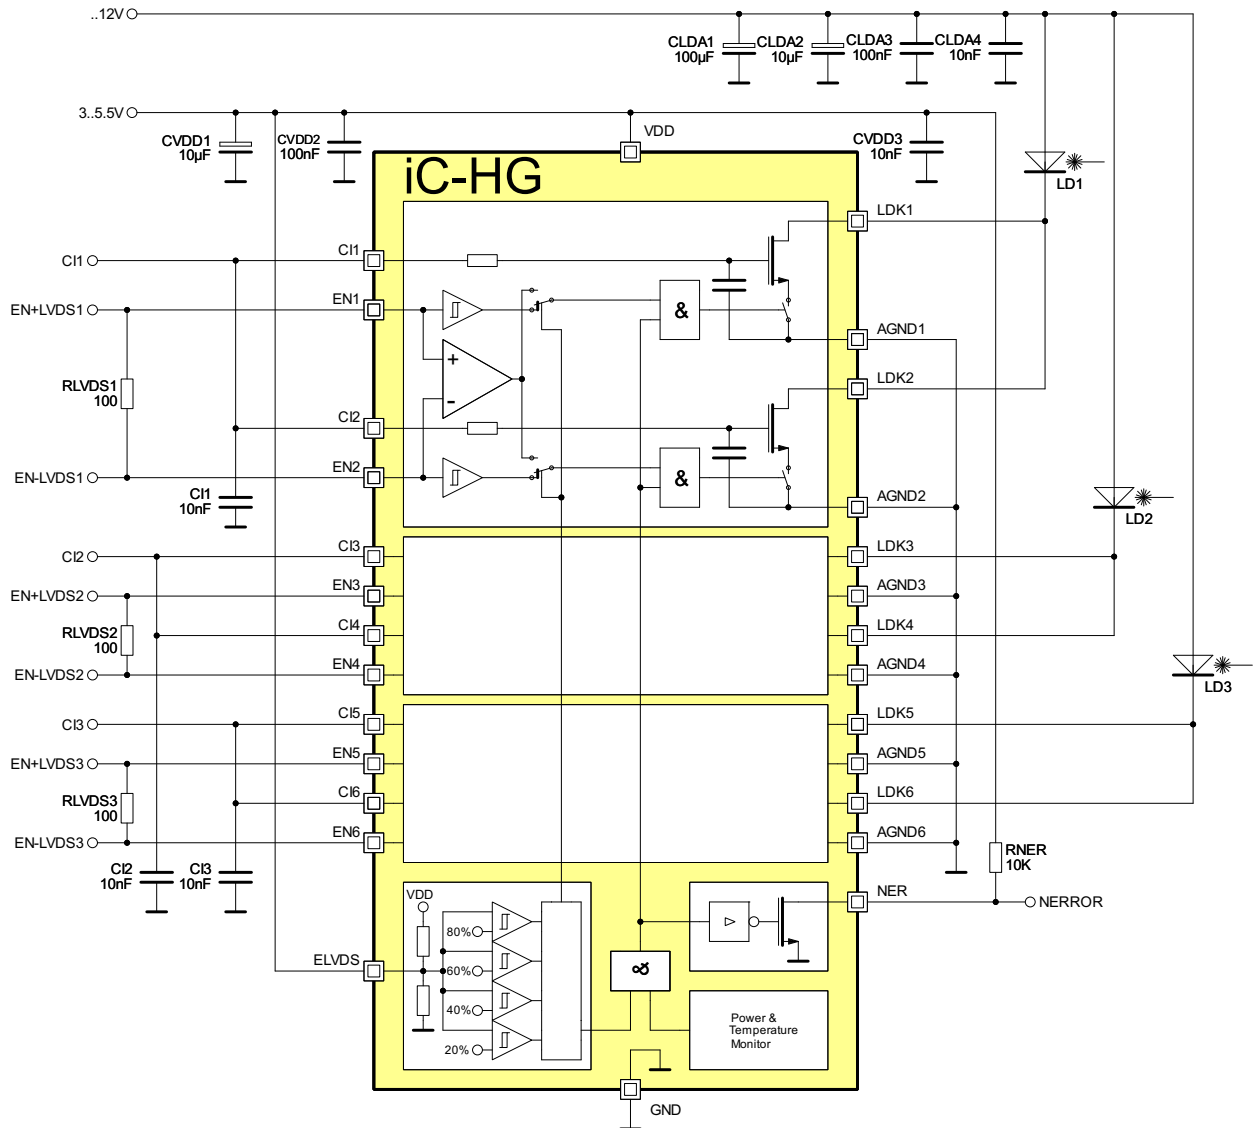 ..12V
CLDA1
100µF
CLDA2
10µF
CLDA3
100nF
CLDA4
10nF
3..5.5V
CVDD1
10µF
CVDD2
100nF
VDD
CVDD3
10nF
iC-HG
LD1
LDK1
CI1
CI1
EN+LVDS1
EN1
&
AGND1
+
-
RLVDS1
100
LDK2
CI2
EN-LVDS1
EN2
&
CI1
10nF
AGND2
LD2
CI2
CI3
LDK3
EN+LVDS2
EN3
AGND3
RLVDS2
100
CI4
LDK4
EN-LVDS2
EN4
AGND4
LD3
CI3
CI5
LDK5
EN+LVDS3
EN5
AGND5
RLVDS3
100
CI6
LDK6
EN-LVDS3
EN6
AGND6
CI2
10nF
CI3
10nF
RNER
10K
VDD
NER
NERROR
80%
ELVDS
60%
&
40%
20%
Power &
Temperature
Monitor
GND